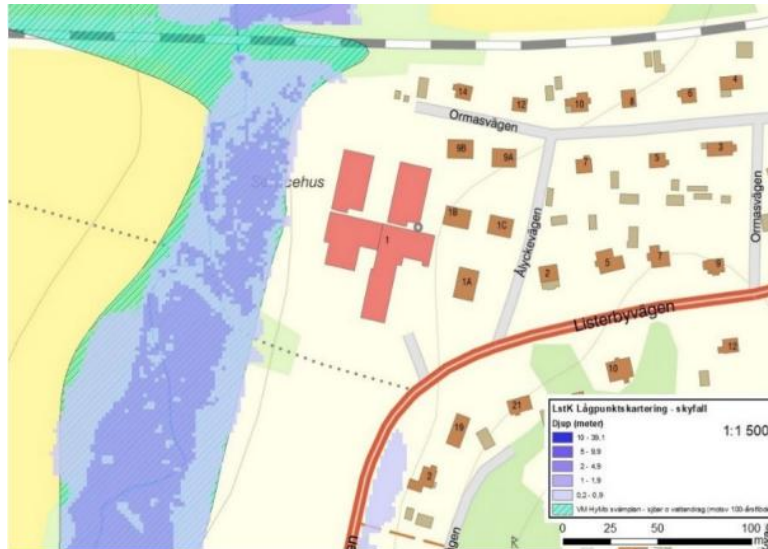 4
14
12
10
8
6
Ormasvägen
9B
9A
7
5
3
1B
1C
1
Ormasvägen
Ålyckevägen
1A
2
5
7
9
Listerbyvägen
12
10
21
19
LstK Lågpunktskartering - skyfall
Djup (meter)
1:1 500
10 - 39,1
5 - 9,9
2 - 4,9
1 - 1,9
0,2 - 0,9
0
25
50
100